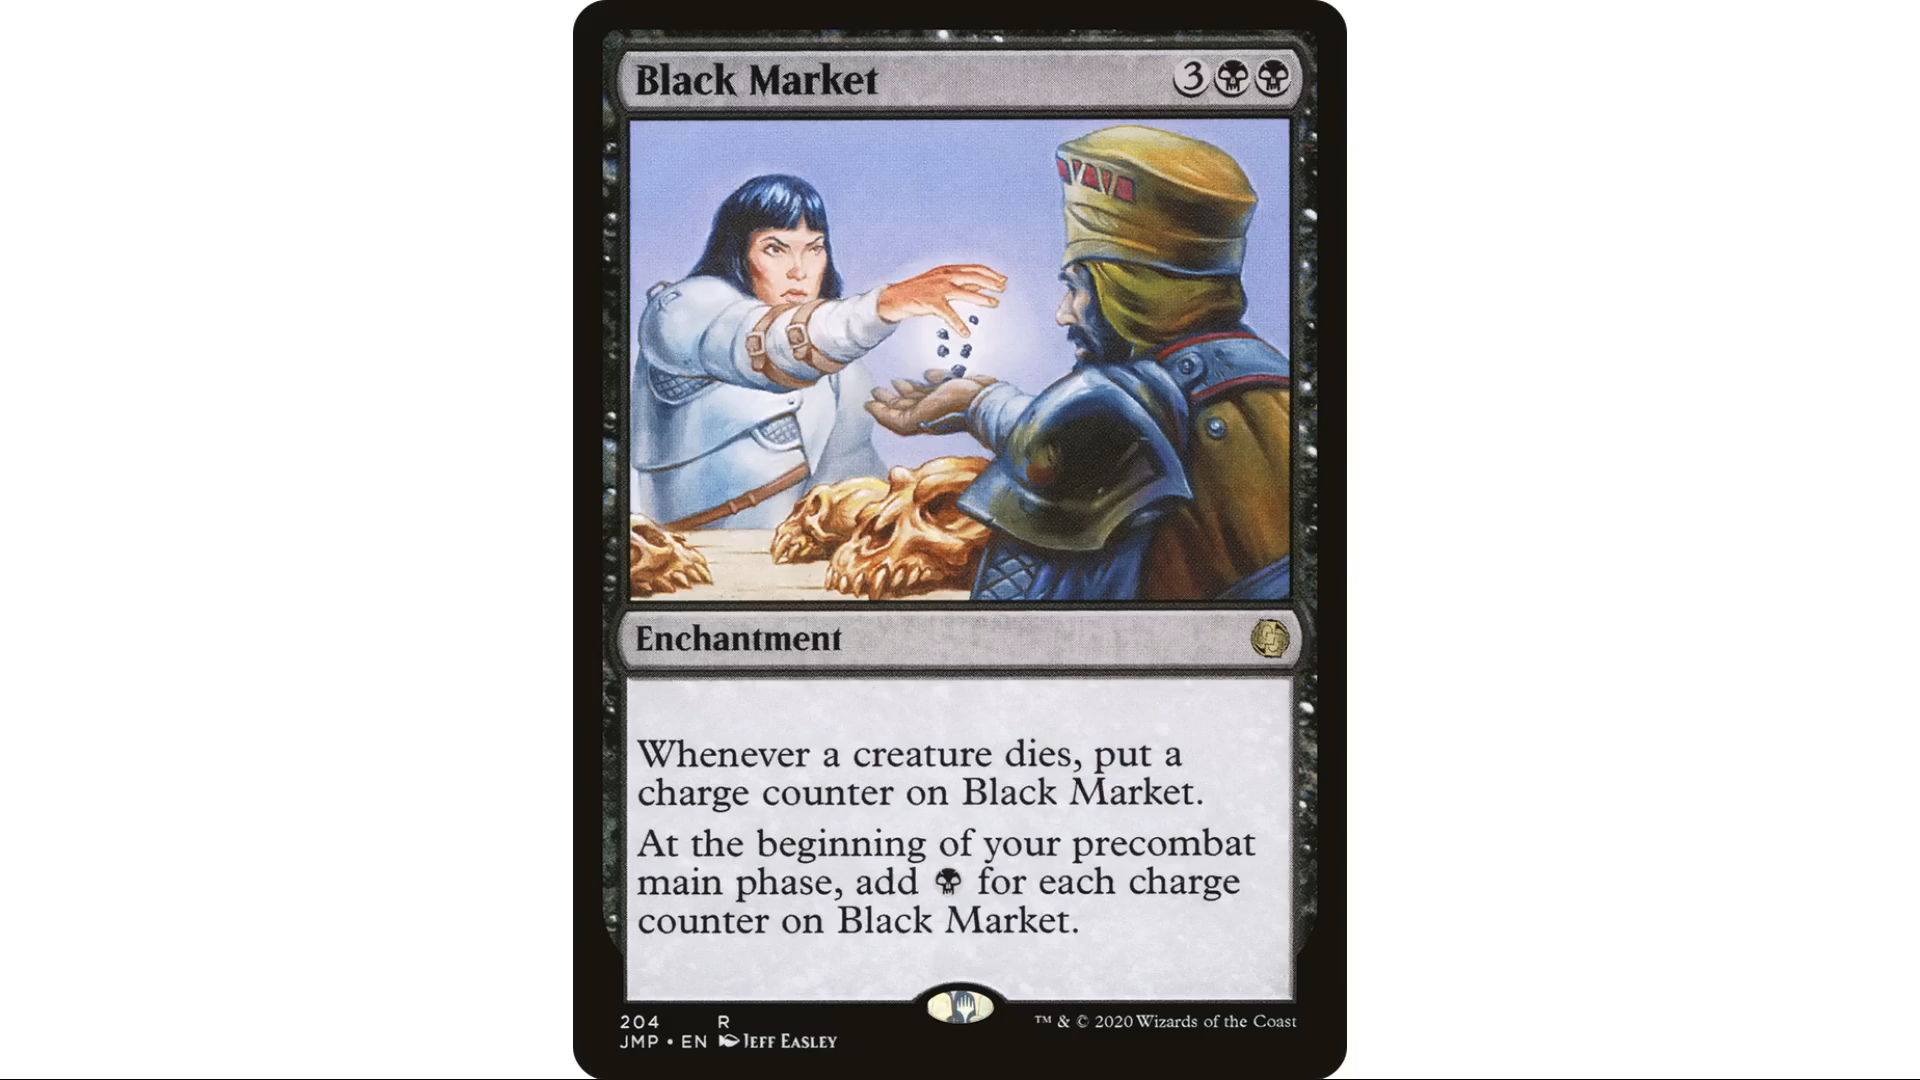 Black Market 3
Enchantment
Whenever a creature dies, put a
charge counter on Black Market.
At the beginning of your precombat
main phase, add for each charge
counter on Black Market.
204 R
JMP • EN JEFF EASLEY
™ & © 2020 Wizards of the Coast